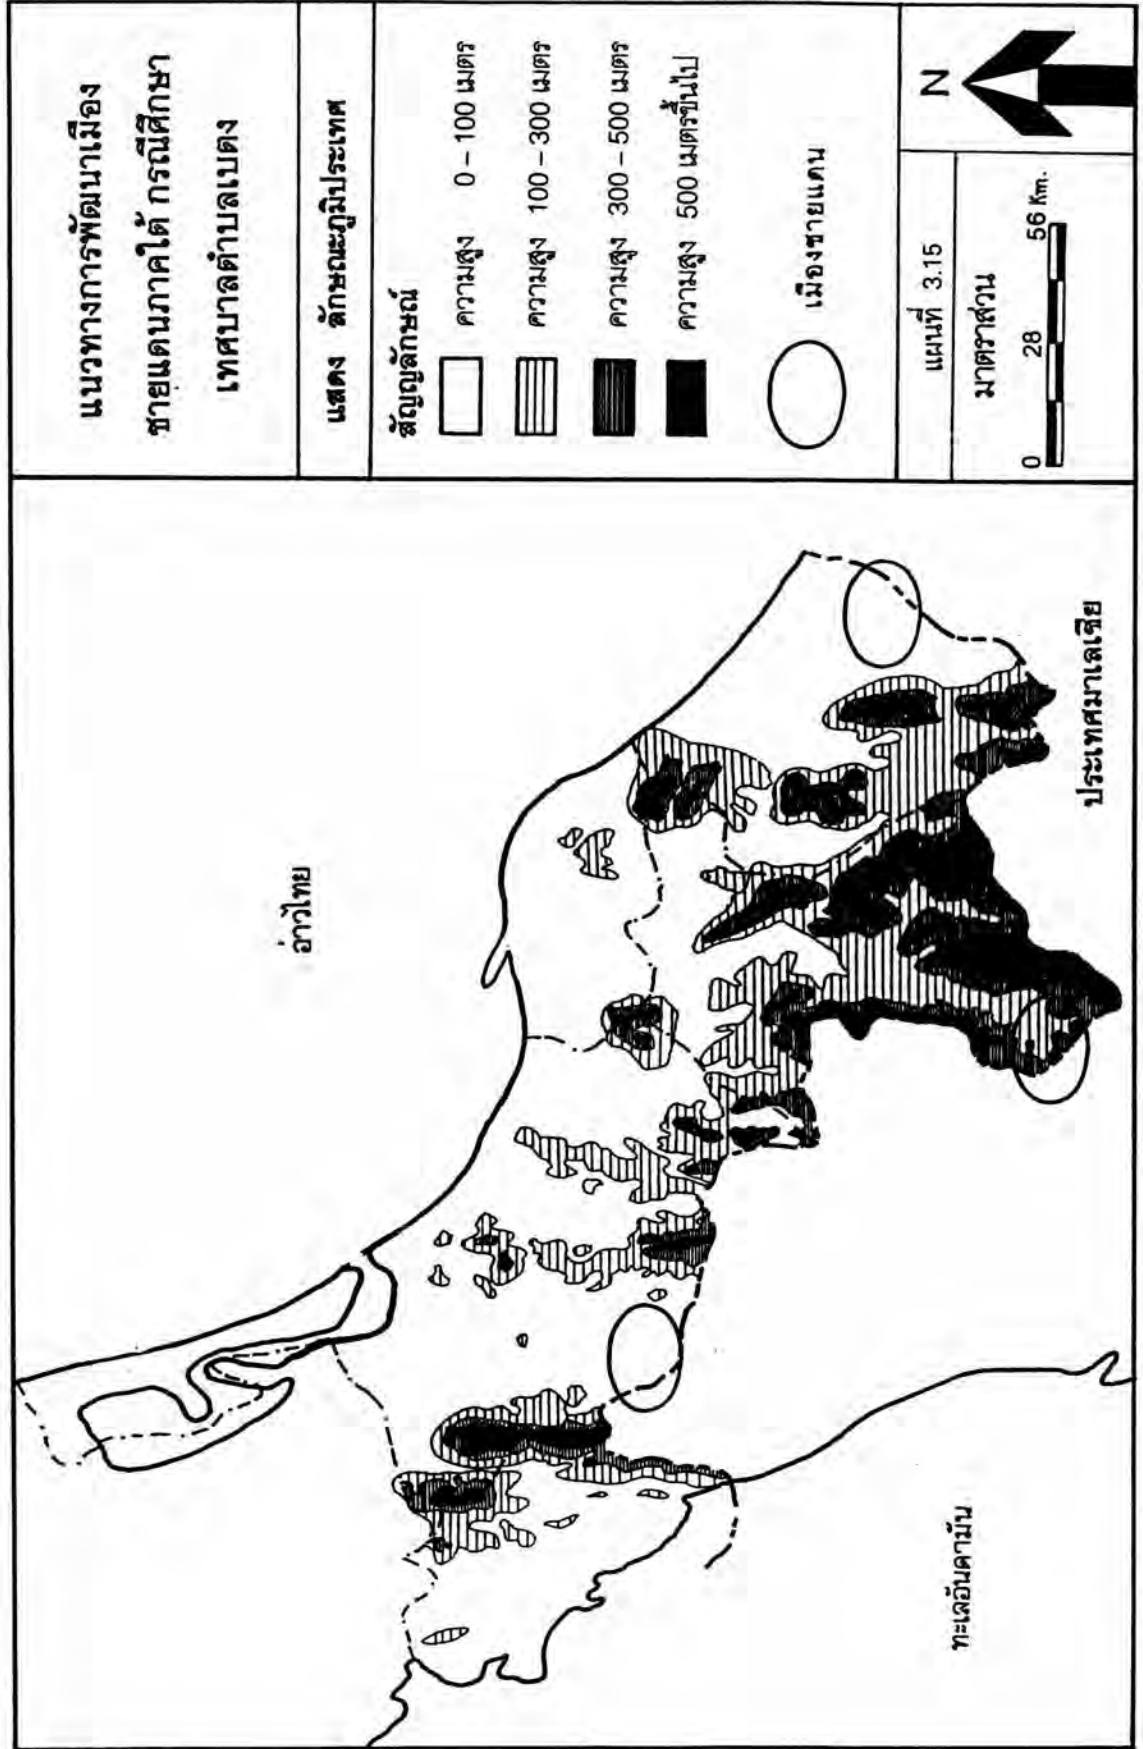 แนวทางการพัฒนาเมือง
ชายแดนภาคใต้ กรณีศึกษา
เทศบาลตำบลเบตง
แสดง ลักษณะภูมิประเทศ
สัญญลักษณ์
ความสูง 0 – 100 เมตร
ความสูง 100 – 300 เมตร
ความสูง 300 – 500 เมตร
ความสูง 500 เมตรขึ้นไป
เมืองชายแดน
แผนที่ 3.15
มาตราส่วน
0 28 56 Km.
N
อ่าวไทย
ประเทศมาเลเซีย
ทะเลอันดามัน